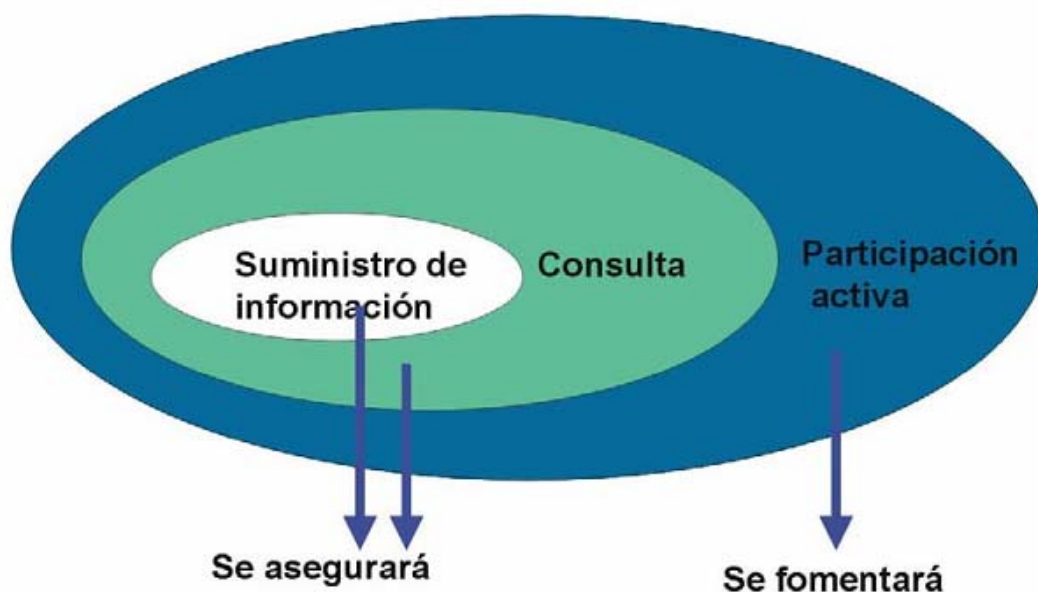 Suministro de
información
Consulta
Participación
activa
Se asegurará
Se fomentará